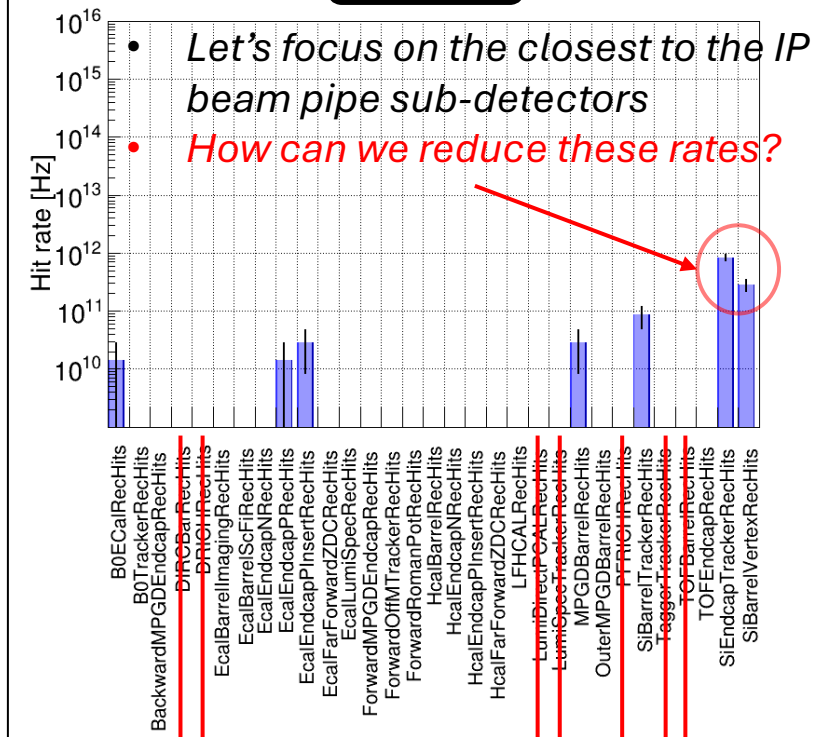 10^16
• Let's focus on the closest to the IP
beam pipe sub-detectors
• How can we reduce these rates?
10^15
10^14
10^13
10^12
10^11
10^10
Hit rate [Hz]
B0ECalRecHits
B0TrackerRecHits
BackwardMPGDEndcapRecHits
DIRCBarRecHits
DRICHRecHits
EcalBarrelImagingRecHits
EcalBarrelScFiRecHits
EcalEndcapNRecHits
EcalEndcapPRecHits
EcalEndcapPInsertRecHits
EcalFarForwardZDCRecHits
EcalLumiSpecRecHits
ForwardMPGDEndcapRecHits
ForwardOffMTrackerRecHits
ForwardRomanPotRecHits
HcalBarrelRecHits
HcalEndcapNRecHits
HcalEndcapPInsertRecHits
HcalFarForwardZDCRecHits
LFHCALRecHits
LumiDirectPCALRecHits
LumiSpecTrackerRecHits
MPGDBarrelRecHits
OuterMPGDBarrelRecHits
SiBarrelTrackerRecHits
TaggerTrackerRecHits
TOFBarrelRecHits
TOFEndcapRecHits
SiEndcapTrackerRecHits
SiBarrelVertexRecHits